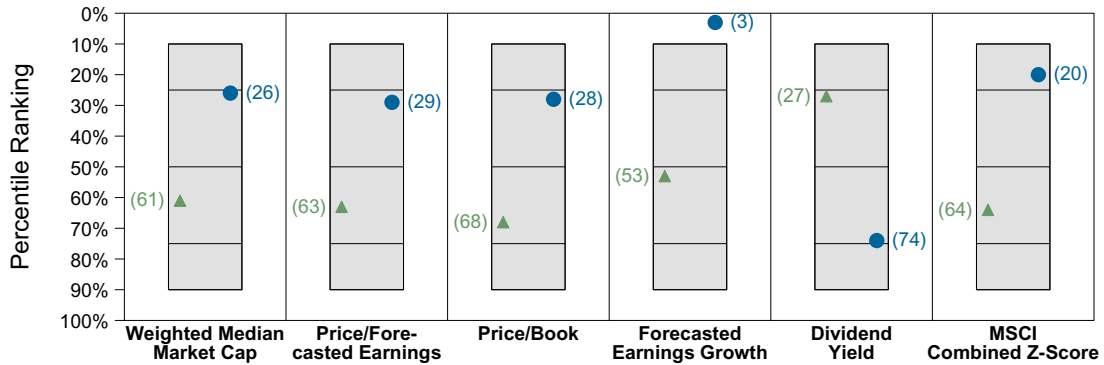 Percentile Ranking
0%
10%
20%
30%
40%
50%
60%
70%
80%
90%
100%
(26)
(61)
(29)
(63)
(28)
(68)
(3)
(53)
(27)
(74)
(20)
(64)
Weighted Median
Market Cap
Price/Fore-
casted Earnings
Price/Book
Forecasted
Earnings Growth
Dividend
Yield
MSCI
Combined Z-Score